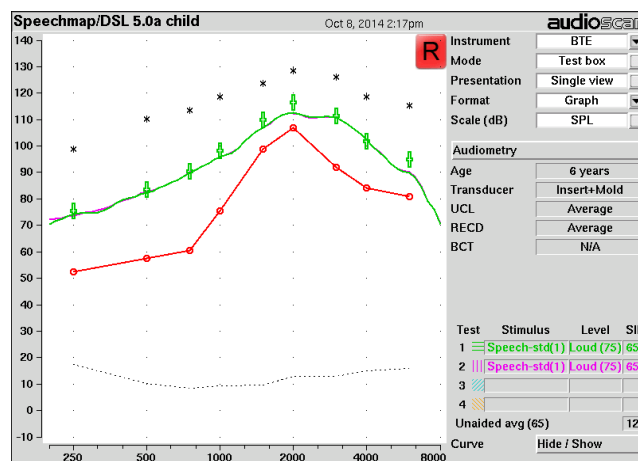 Speechmap/DSL 5.0a child Oct 8, 2014 2:17pm audioscan
R
Instrument BTE
Mode Test box
Presentation Single view
Format Graph
Scale (dB) SPL
Audiometry
Age 6 years
Transducer Insert+Mold
UCL Average
RECD Average
BCT N/A
Test Stimulus Level SII
1 Speech-std(1) Loud (75) 65
2 Speech-std(1) Loud (75) 65
3
4
Unaided avg (65) 12
Curve Hide / Show
140
130
120
110
100
90
80
70
60
50
40
30
20
10
0
-10
250 500 1000 2000 4000 8000